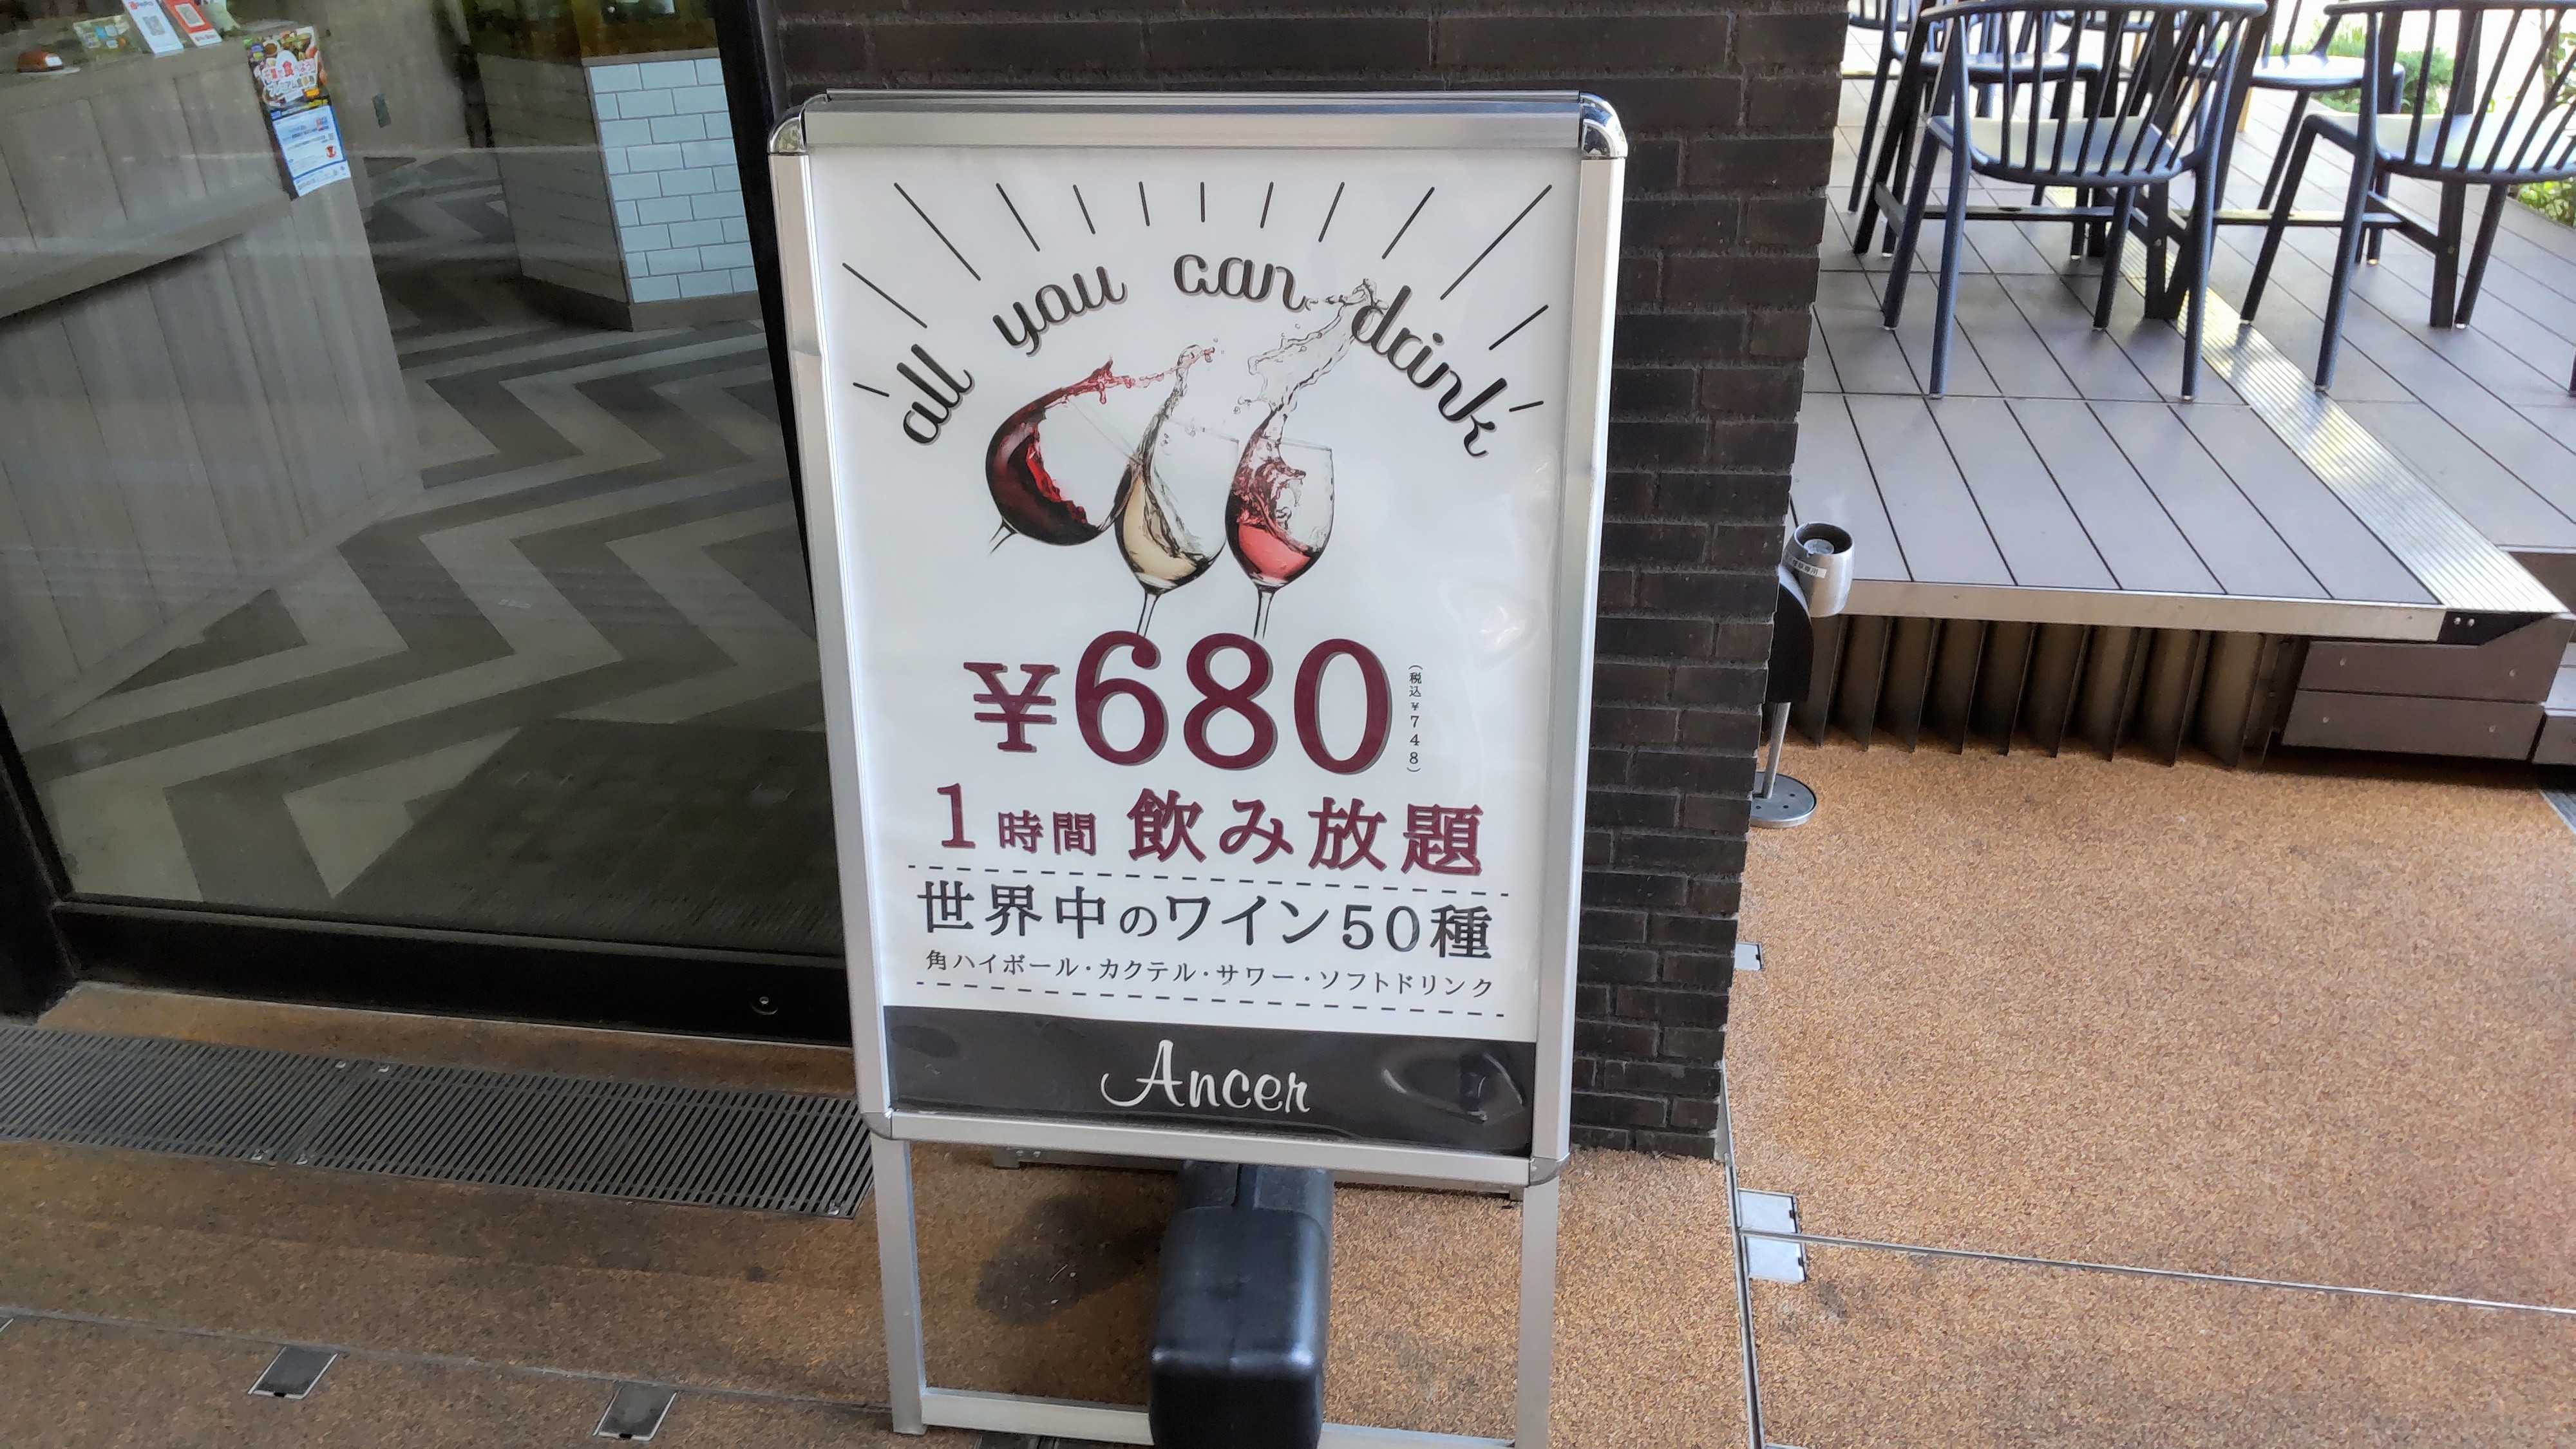 all you can drink
¥680
（税込¥748）
1時間 飲み放題
世界中のワイン50種
角ハイボール・カクテル・サワー・ソフトドリンク
Ancer